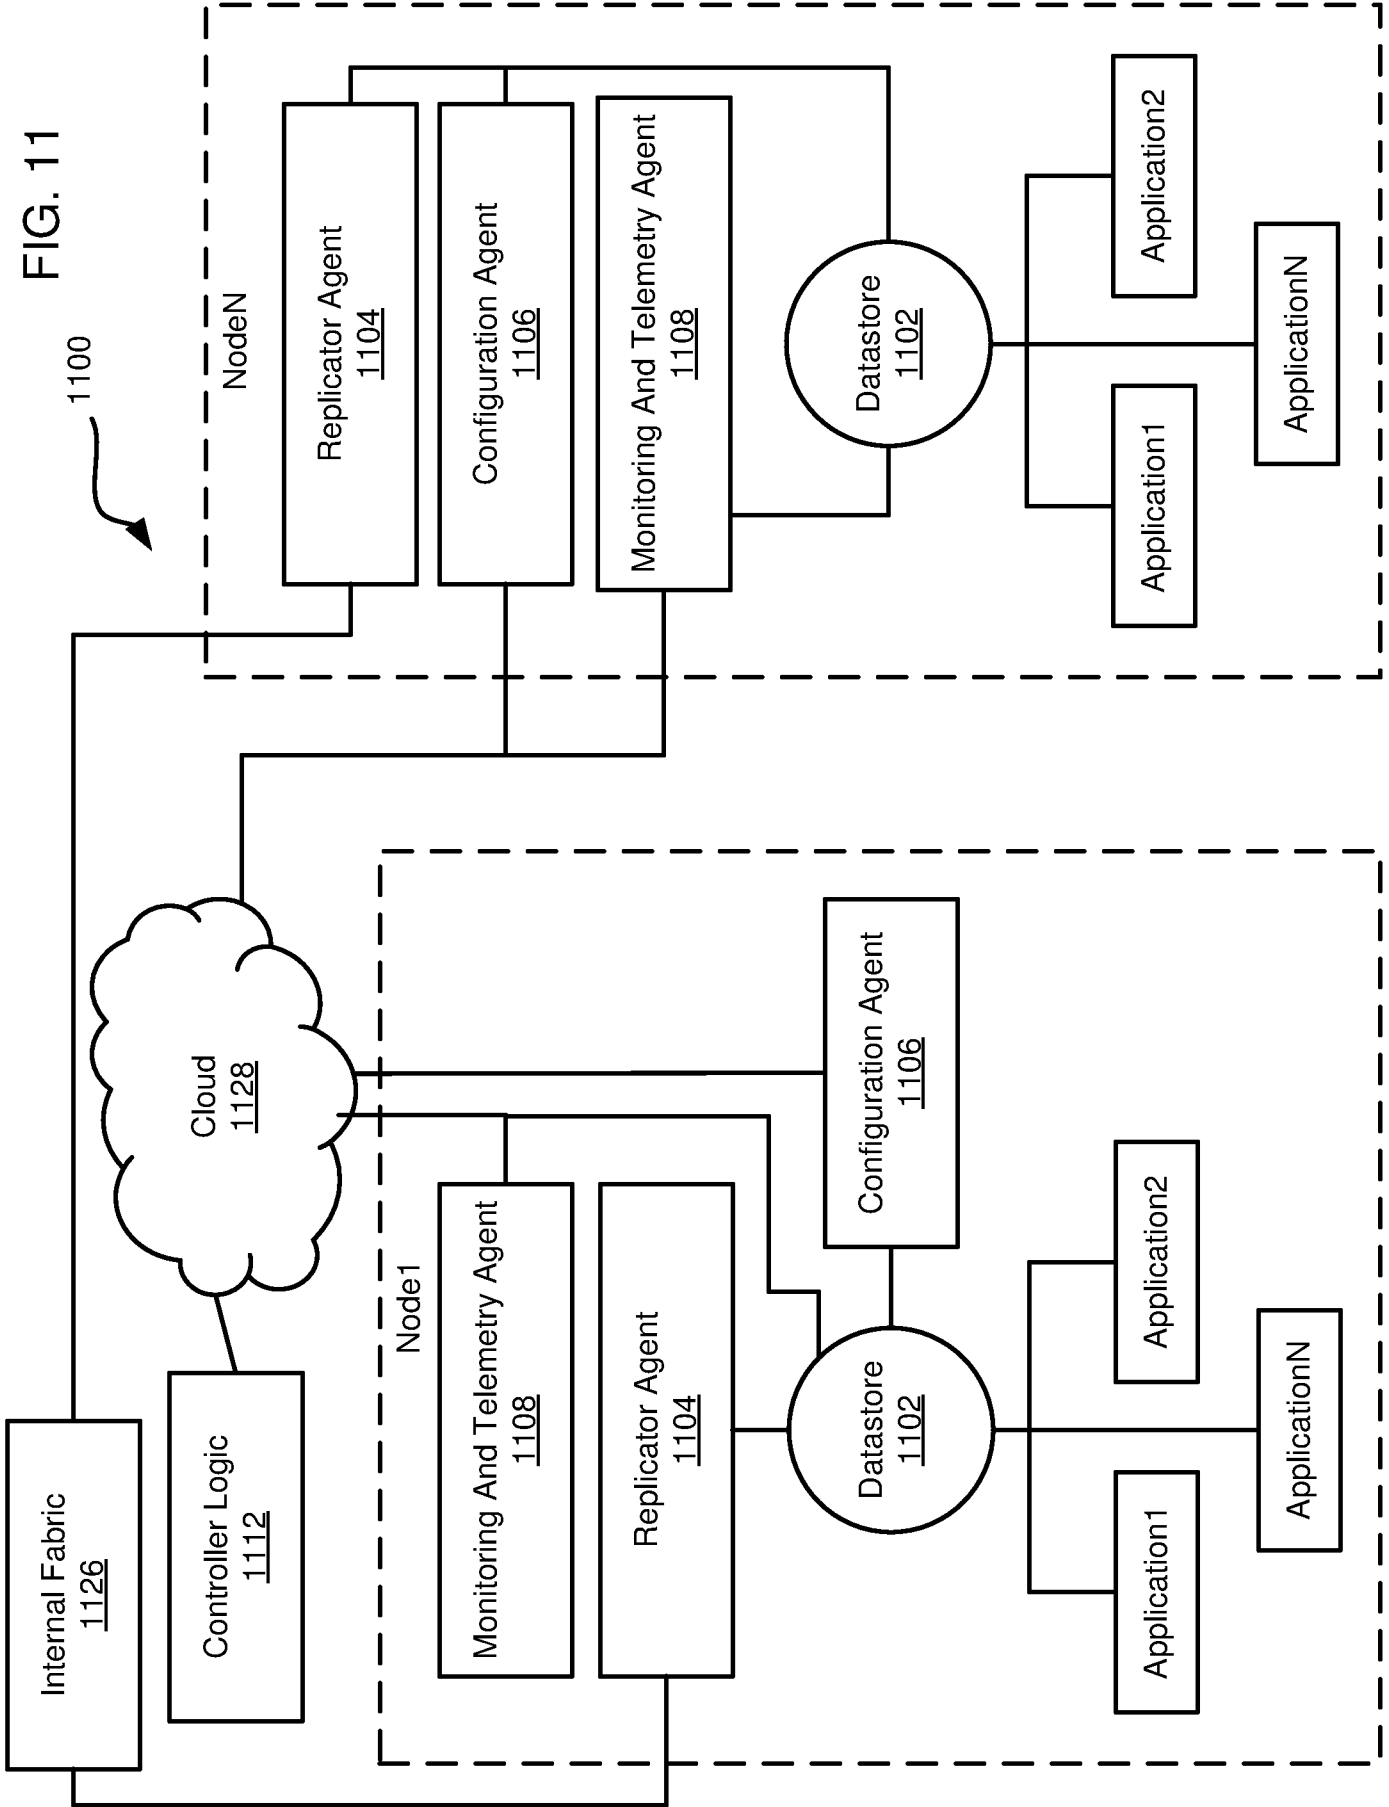 FIG. 11
1100
Internal Fabric
1126
Controller Logic
1112
Cloud
1128
Node1
Monitoring And Telemetry Agent
1108
Replicator Agent
1104
Configuration Agent
1106
Datastore
1102
Application1
Application2
ApplicationN
NodeN
Replicator Agent
1104
Configuration Agent
1106
Monitoring And Telemetry Agent
1108
Datastore
1102
Application1
Application2
ApplicationN